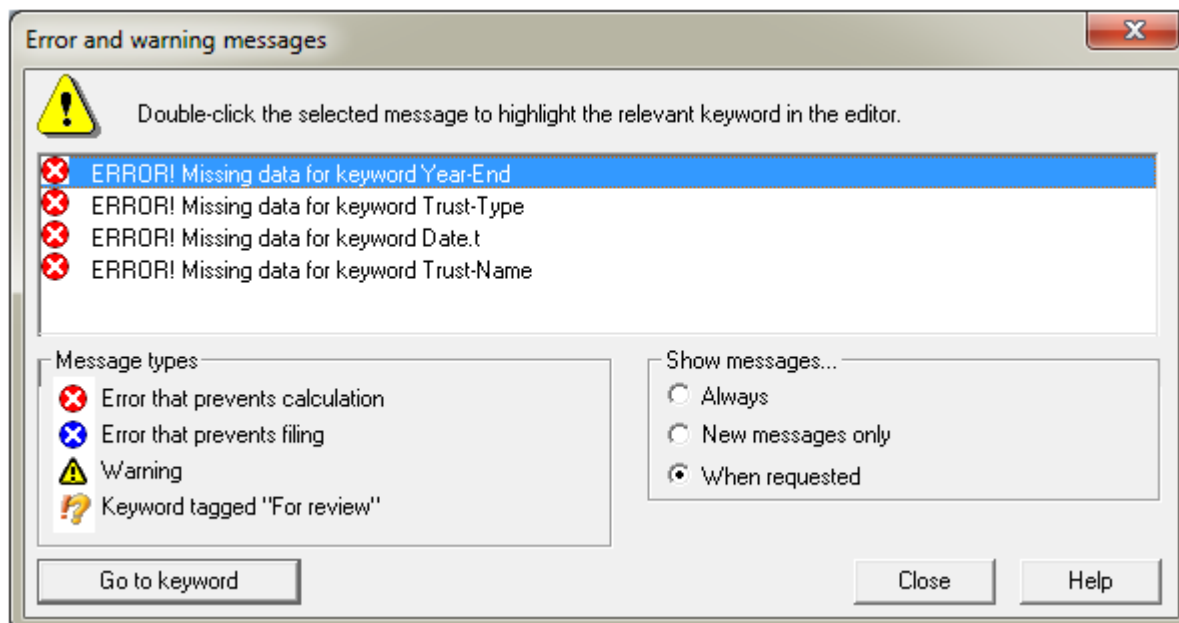 Error and warning messages
Double-click the selected message to highlight the relevant keyword in the editor.
ERROR! Missing data for keyword Year-End
ERROR! Missing data for keyword Trust-Type
ERROR! Missing data for keyword Date.t
ERROR! Missing data for keyword Trust-Name
Message types
Error that prevents calculation
Error that prevents filing
Warning
Keyword tagged "For review"
Show messages...
Always
New messages only
When requested
Go to keyword
Close
Help